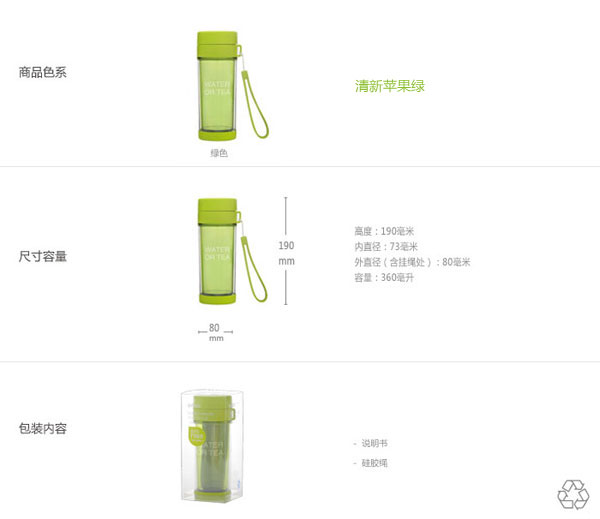 商品色系
WATER
OR TEA
绿色
清新苹果绿
尺寸容量
WATER
OR TEA
190
mm
80
mm
高度：190毫米
内直径：73毫米
外直径（含挂绳处）：80毫米
容量：360毫升
包装内容
WATER
OR TEA
- 说明书
- 硅胶绳